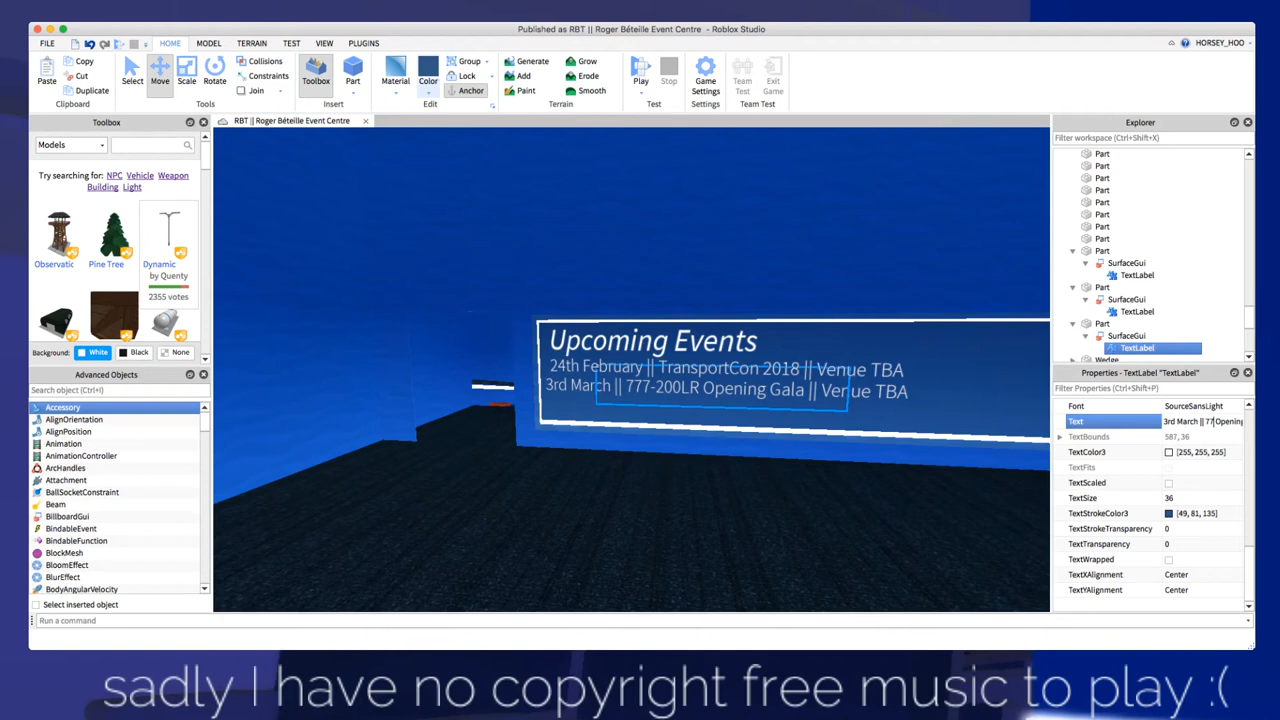 Published as RBT || Roger Béteille Event Centre - Roblox Studio
FILE HOME MODEL TERRAIN TEST VIEW PLUGINS HORSEY_HOO
Paste Copy Cut Duplicate Clipboard
Select Move Scale Rotate Collisions Constraints Join Tools
Toolbox Part Insert
Material Color Group Lock Anchor Edit
Generate Grow Add Erode Paint Smooth Terrain
Play Stop Test
Game Settings Settings
Team Test Exit Game Team Test
Toolbox
Models
Try searching for: NPC Vehicle Weapon
Building Light
Observatic Pine Tree Dynamic
by Quenty
2355 votes
Background: White Black None
Advanced Objects
Search object (Ctrl+I)
Accessory
AlignOrientation
AlignPosition
Animation
AnimationController
ArcHandles
Attachment
BallSocketConstraint
Beam
BillboardGui
BindableEvent
BindableFunction
BlockMesh
BloomEffect
BlurEffect
BodyAngularVelocity
Select inserted object
Run a command
RBT || Roger Béteille Event Centre
Upcoming Events
24th February || TransportCon 2018 || Venue TBA
3rd March || 777-200LR Opening Gala || Venue TBA
Explorer
Filter workspace (Ctrl+Shift+X)
Part
Part
Part
Part
Part
Part
Part
Part
Part
SurfaceGui
TextLabel
Part
SurfaceGui
TextLabel
Part
SurfaceGui
TextLabel
Wedge
Properties - TextLabel "TextLabel"
Filter Properties (Ctrl+Shift+P)
Font SourceSansLight
Text 3rd March || 77 Opening
TextBounds 587, 36
TextColor3 [255, 255, 255]
TextFits
TextScaled
TextSize 36
TextStrokeColor3 [49, 81, 135]
TextStrokeTransparency 0
TextTransparency 0
TextWrapped
TextXAlignment Center
TextYAlignment Center
sadly I have no copyright free music to play :(